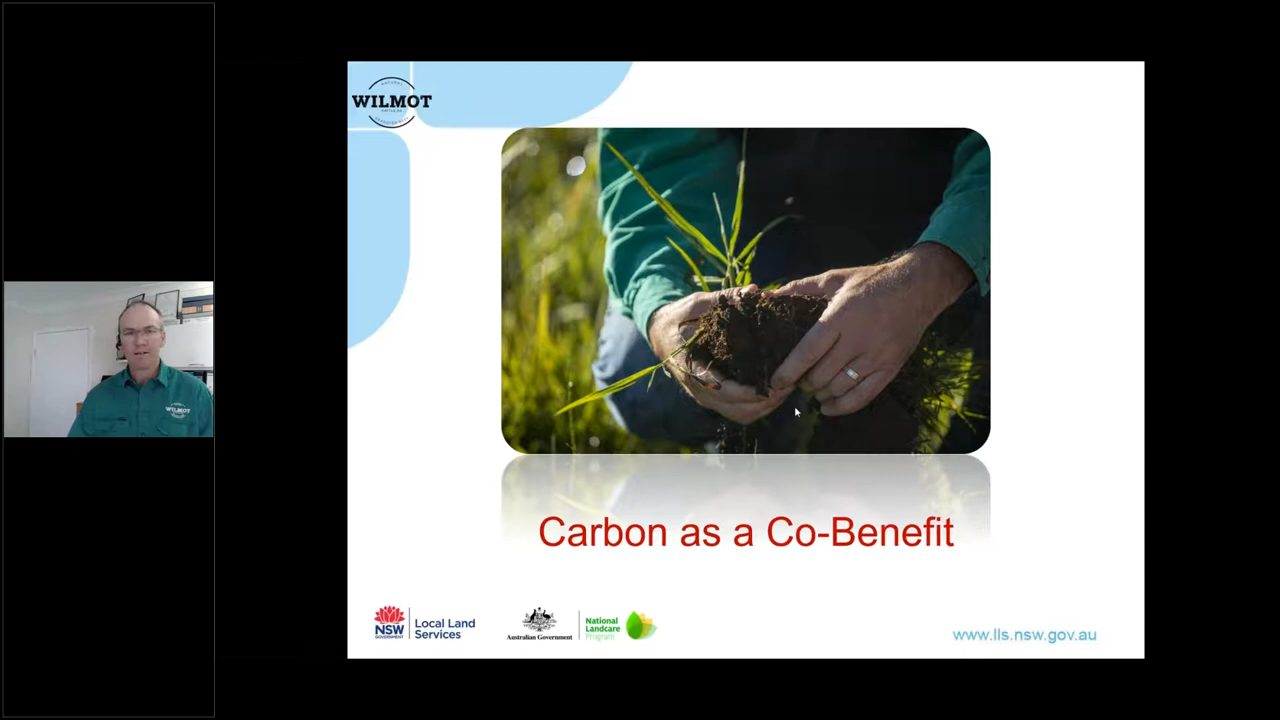 WILMOT
Carbon as a Co-Benefit
NSW
GOVERNMENT
Local Land
Services
Australian Government
National
Landcare
Program
www.lls.nsw.gov.au
WILMOT